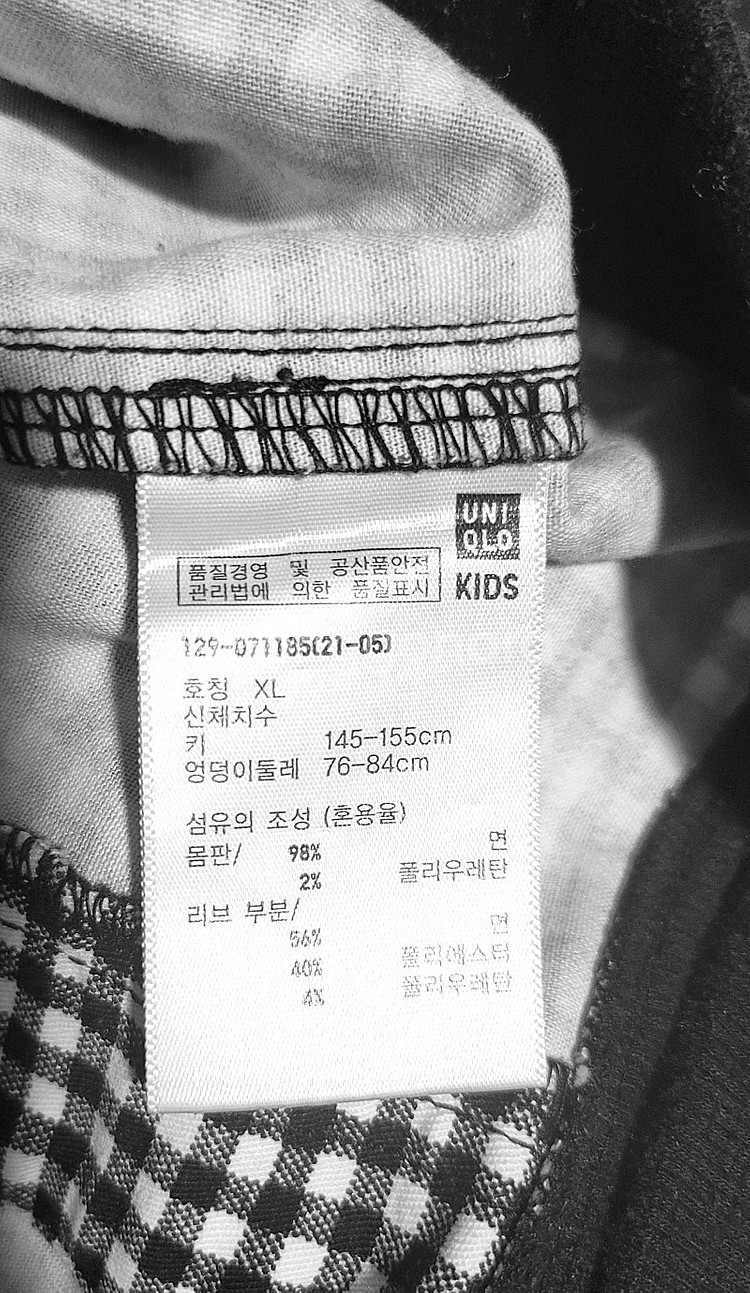 UNI
QLO
KIDS
품질경영 및 공산품안전
관리법에 의한 품질표시
129-071185(21-05)
호칭 XL
신체치수
키 145-155cm
엉덩이둘레 76-84cm
섬유의 조성 (혼용율)
몸판/ 98% 면
2% 폴리우레탄
리브 부분/
56% 면
40% 폴리에스터
4% 폴리우레탄